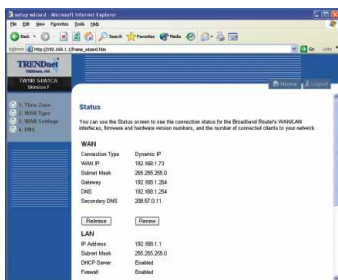 setup wizard - Microsoft Internet Explorer
File Edit View Favorites Tools Help
Back Search Favorites Media
Address http://192.168.1.1/frame_wizard.htm Go Links
TRENDnet
TW100-S4W1CA
Version F
Home Logout
1. Time Zone
2. WAN Type
3. WAN Settings
4. DNS
Status
You can use the Status screen to see the connection status for the Broadband Router's WAN/LAN
interfaces, firmware and hardware version numbers, and the number of connected clients to your network.
WAN
Connection Type Dynamic IP
WAN IP 192.168.1.73
Subnet Mask 255.255.255.0
Gateway 192.168.1.254
DNS 192.168.1.254
Secondary DNS 208.57.0.11
Release Renew
LAN
IP Address 192.168.1.1
Subnet Mask 255.255.255.0
DHCP Server Enabled
Firewall Enabled